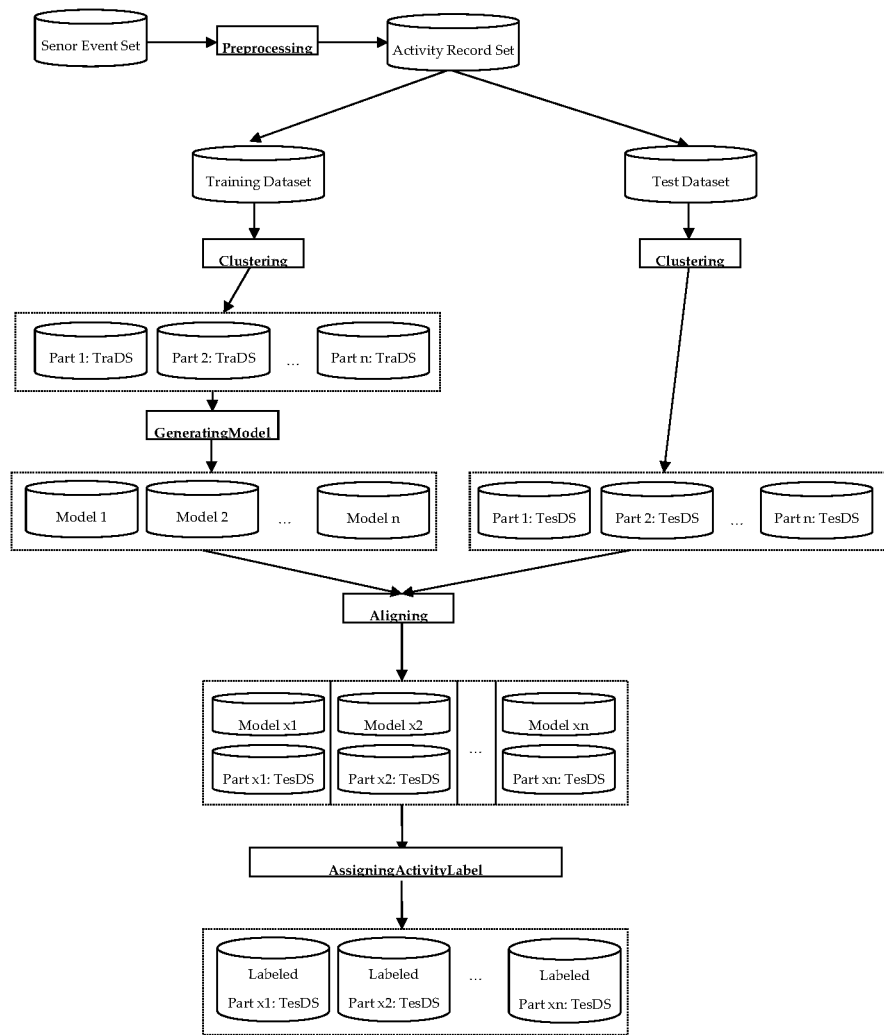 Senor Event Set
Preprocessing
Activity Record Set
Training Dataset
Test Dataset
Clustering
Clustering
Part 1: TraDS
Part 2: TraDS
...
Part n: TraDS
GeneratingModel
Model 1
Model 2
...
Model n
Part 1: TesDS
Part 2: TesDS
...
Part n: TesDS
Aligning
Model x1
Model x2
...
Model xn
Part x1: TesDS
Part x2: TesDS
Part xn: TesDS
AssigningActivityLabel
Labeled
Part x1: TesDS
Labeled
Part x2: TesDS
...
Labeled
Part xn: TesDS